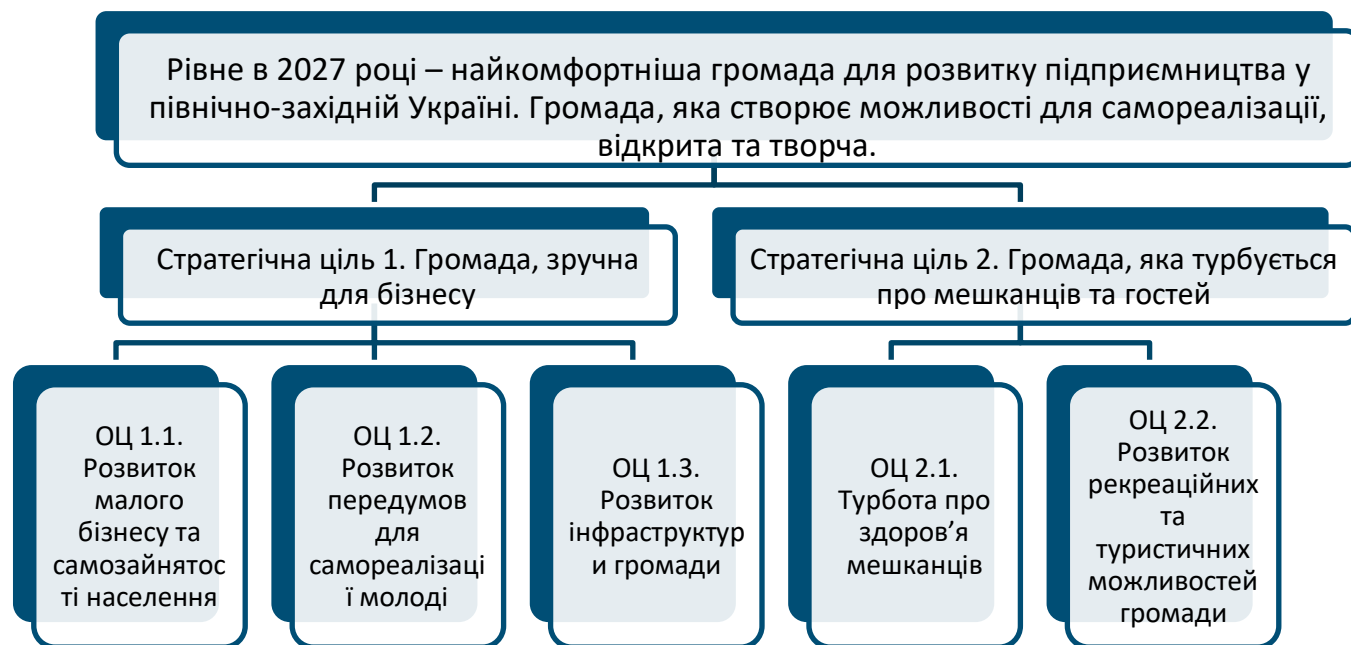 Рівне в 2027 році – найкомфортніша громада для розвитку підприємництва у
північно-західній Україні. Громада, яка створює можливості для самореалізації,
відкрита та творча.
Стратегічна ціль 1. Громада, зручна
для бізнесу
Стратегічна ціль 2. Громада, яка турбується
про мешканців та гостей
ОЦ 1.1.
Розвиток
малого
бізнесу та
самозайнятос
ті населення
ОЦ 1.2.
Розвиток
передумов
для
самореалізаці
ї молоді
ОЦ 1.3.
Розвиток
інфраструктур
и громади
ОЦ 2.1.
Турбота про
здоров’я
мешканців
ОЦ 2.2.
Розвиток
рекреаційних
та
туристичних
можливостей
громади